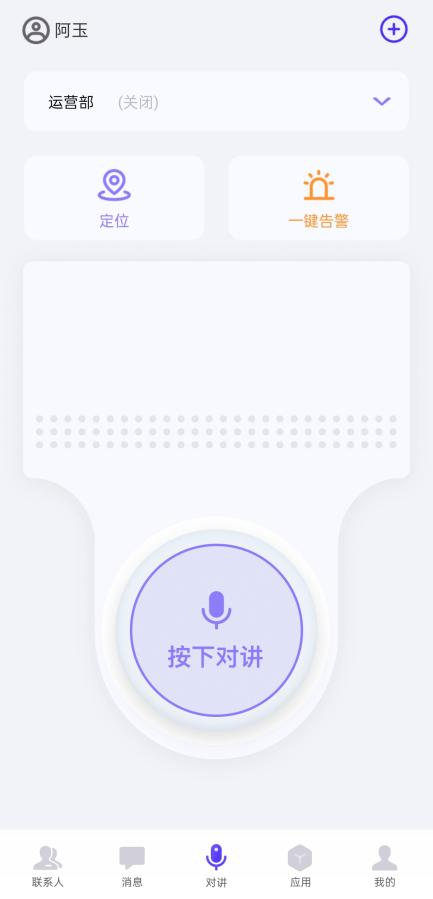 阿玉
运营部 (关闭)
定位
一键告警
按下对讲
联系人
消息
对讲
应用
我的